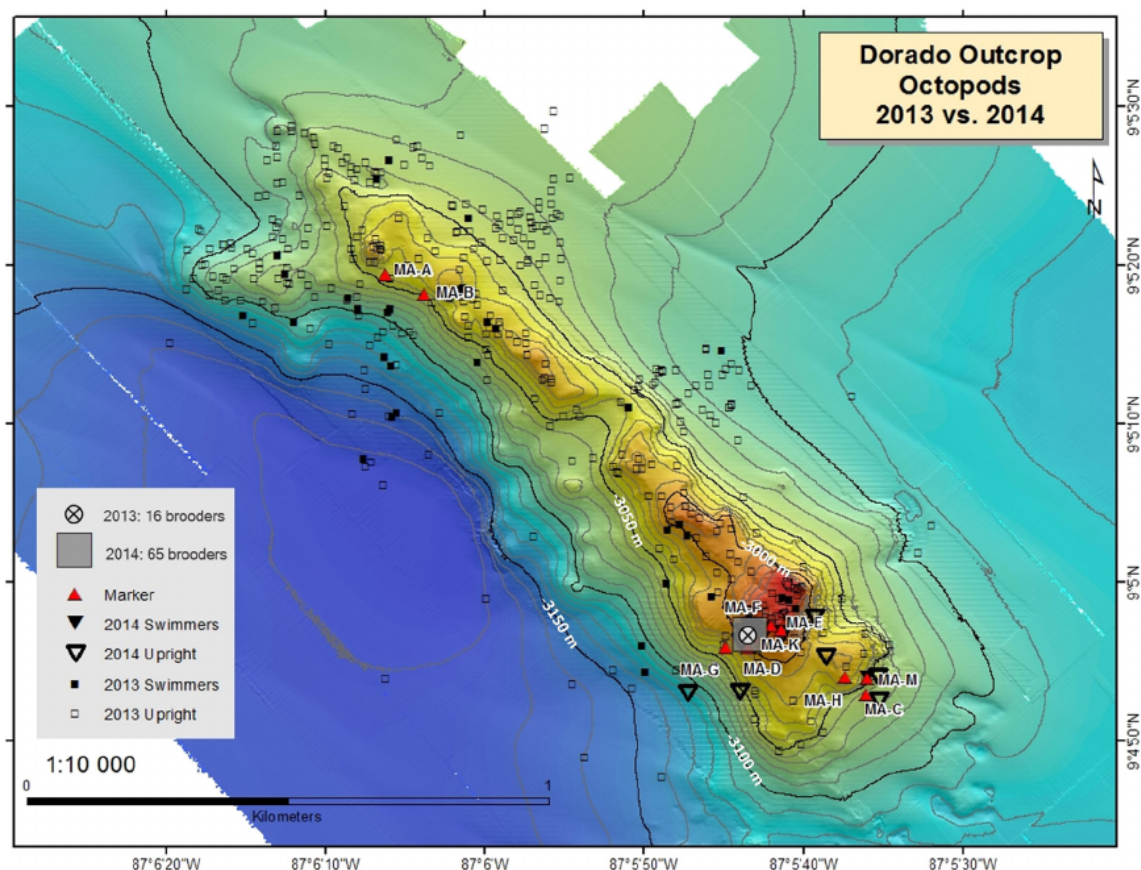 Dorado Outcrop
Octopods
2013 vs. 2014
9°5'30"N
N
9°5'20"N
MA-A
MA-B
9°5'10"N
-3050 m
-3000 m
9°5'N
2013: 16 brooders
2014: 65 brooders
Marker
2014 Swimmers
2014 Upright
2013 Swimmers
2013 Upright
-3150 m
MA-F
MA-E
MA-K
MA-G
MA-D
MA-M
MA-H
MA-C
-3100 m
9°4'50"N
1:10 000
0
1
Kilometers
87°6'20"W
87°6'10"W
87°6'W
87°5'50"W
87°5'40"W
87°5'30"W